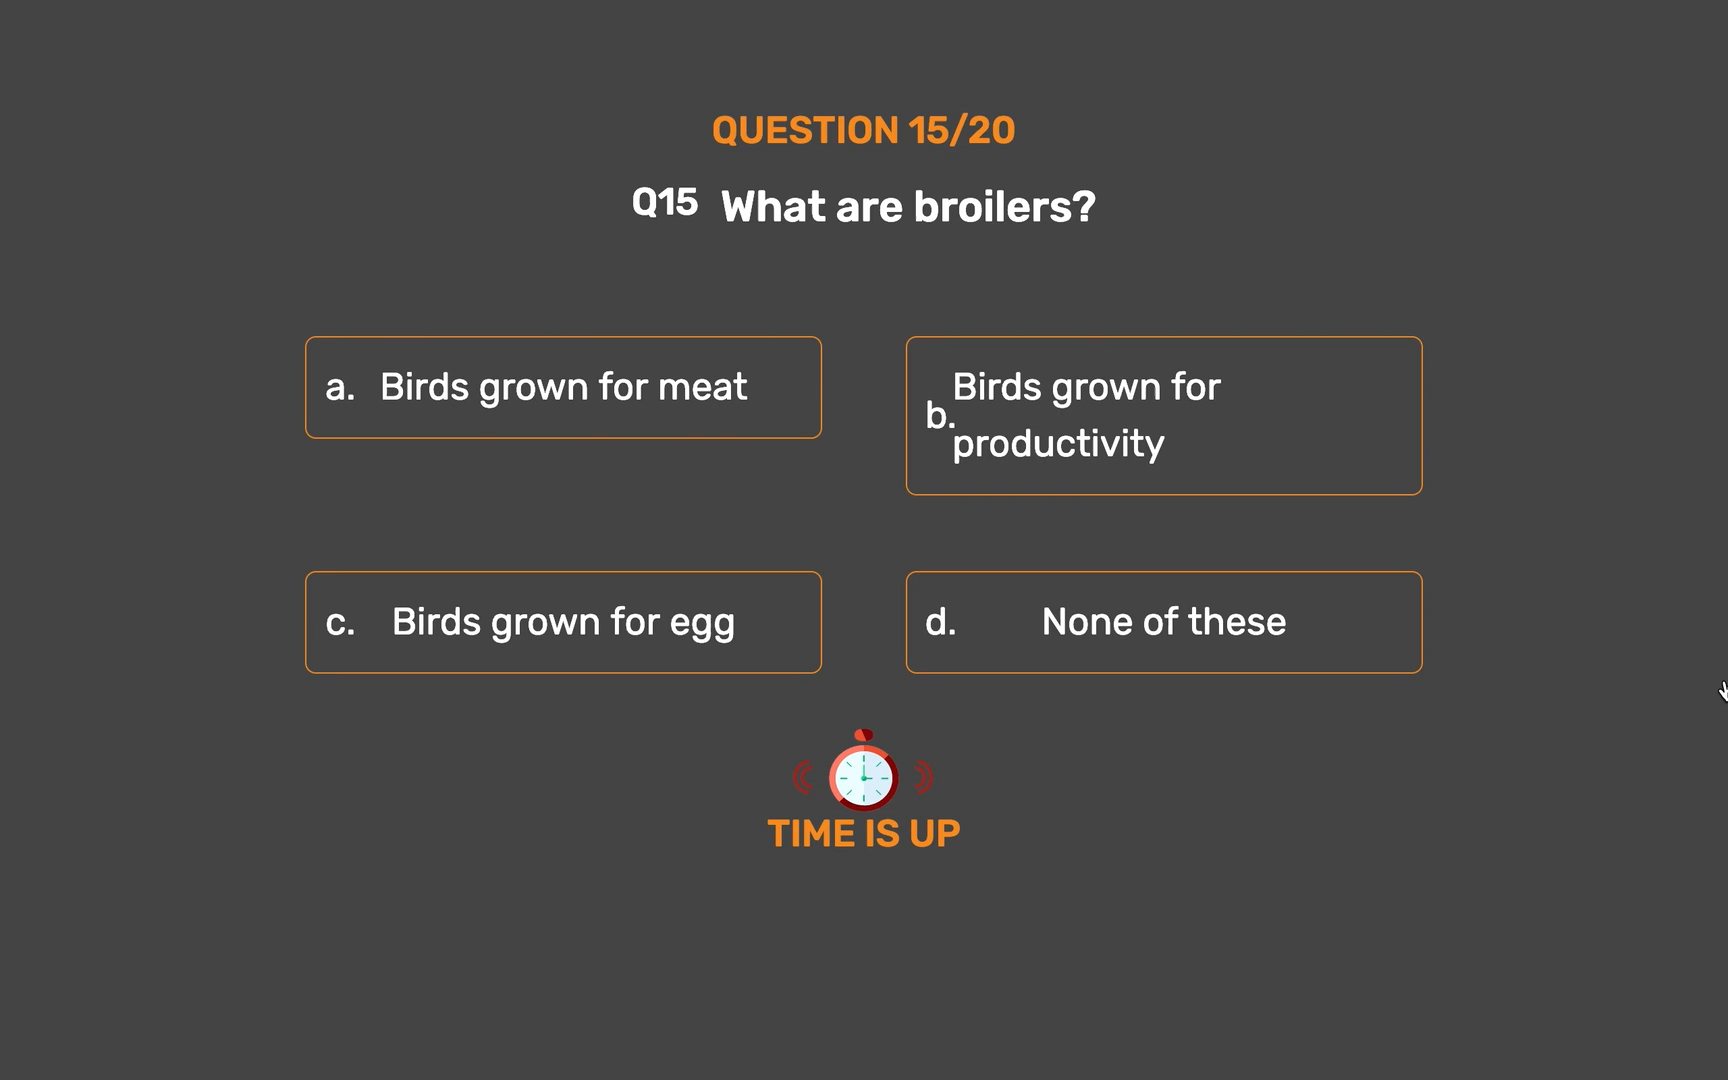 QUESTION 15/20
Q15 What are broilers?
a. Birds grown for meat
b. Birds grown for
productivity
c. Birds grown for egg
d. None of these
TIME IS UP